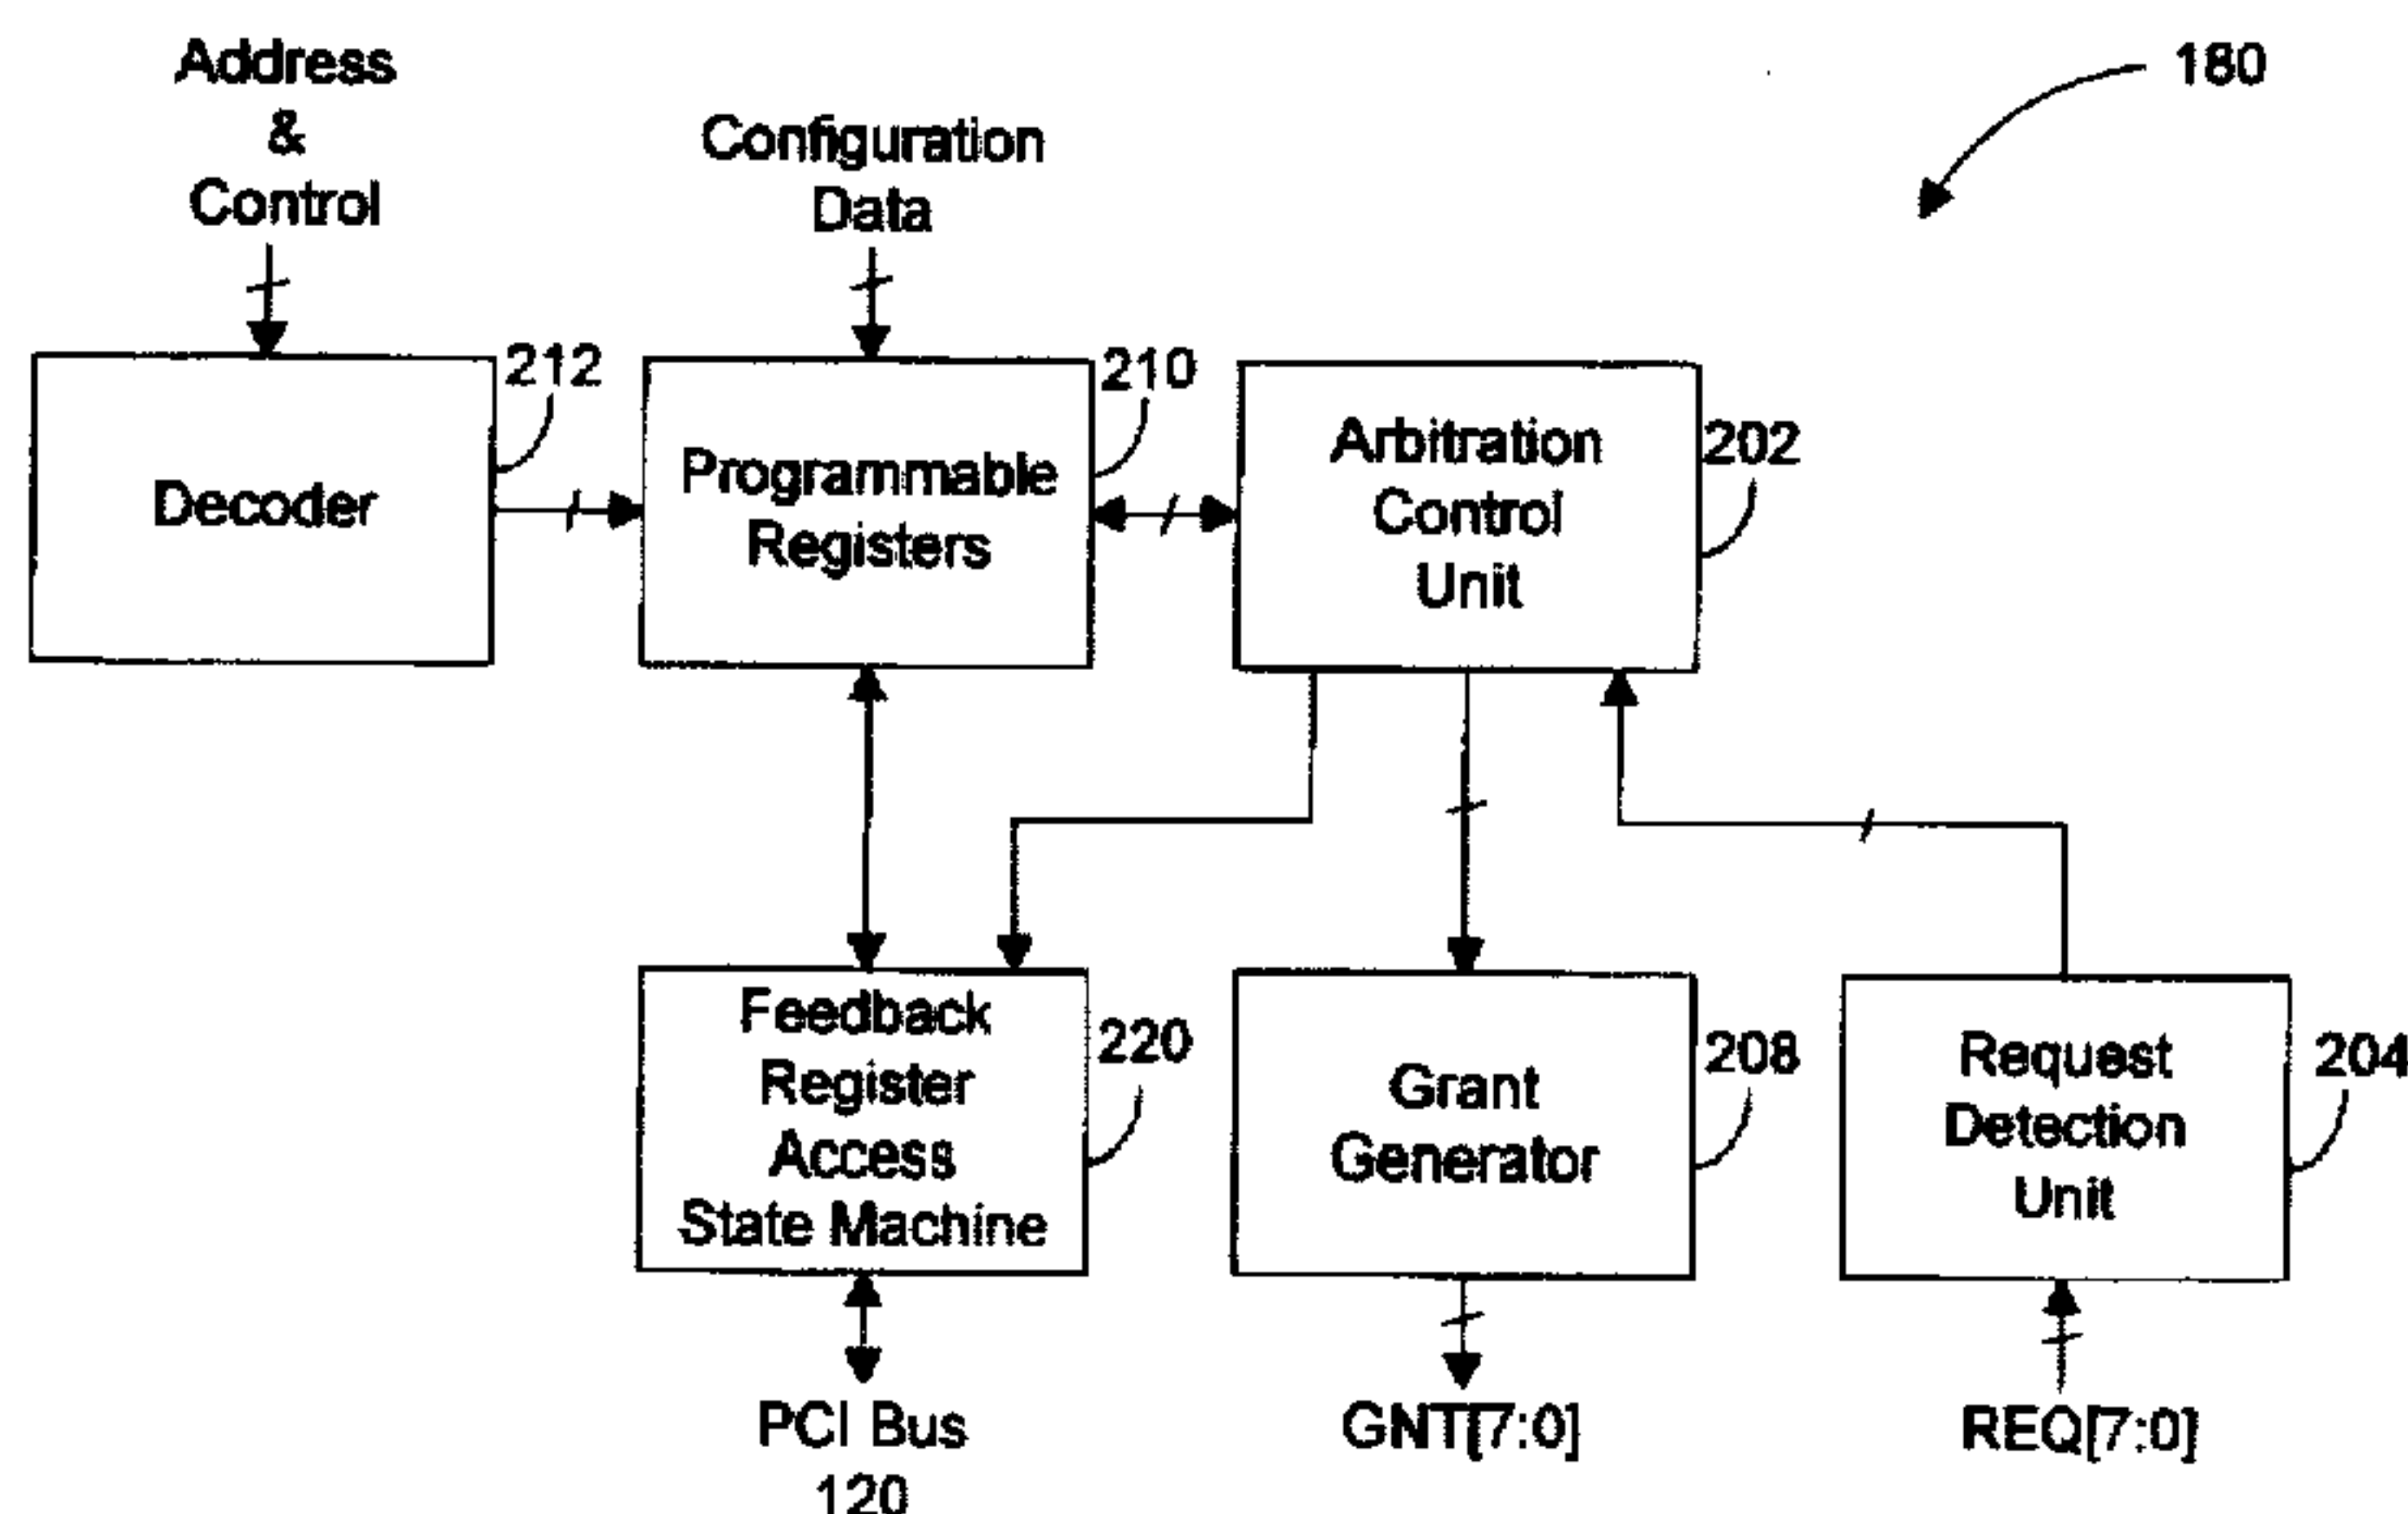 Address
&
Control
Configuration
Data
180
212
210
202
Decoder
Programmable
Registers
Arbitration
Control
Unit
Feedback
Register
Access
State Machine
220
Grant
Generator
208
Request
Detection
Unit
204
PCI Bus
120
GNT[7:0]
REQ[7:0]